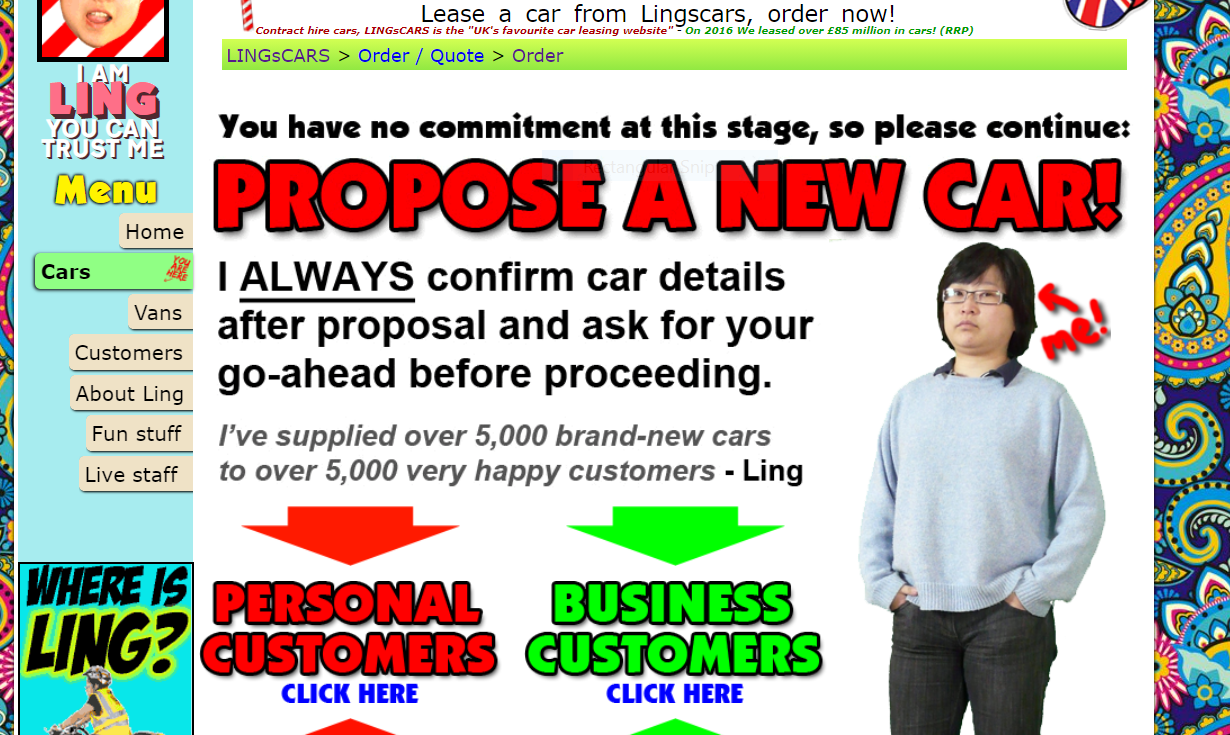 Lease a car from Lingscars, order now!
Contract hire cars, LINGsCARS is the "UK's favourite car leasing website" - On 2016 We leased over £85 million in cars! (RRP)
LINGsCARS > Order / Quote > Order
I AM
LING
YOU CAN
TRUST ME
Menu
Home
Cars
YOU ARE HERE
Vans
Customers
About Ling
Fun stuff
Live staff
WHERE IS
LING?
You have no commitment at this stage, so please continue:
Rectangular Snip
PROPOSE A NEW CAR!
I ALWAYS confirm car details
after proposal and ask for your
go-ahead before proceeding.
me!
I've supplied over 5,000 brand-new cars
to over 5,000 very happy customers - Ling
PERSONAL
CUSTOMERS
CLICK HERE
BUSINESS
CUSTOMERS
CLICK HERE